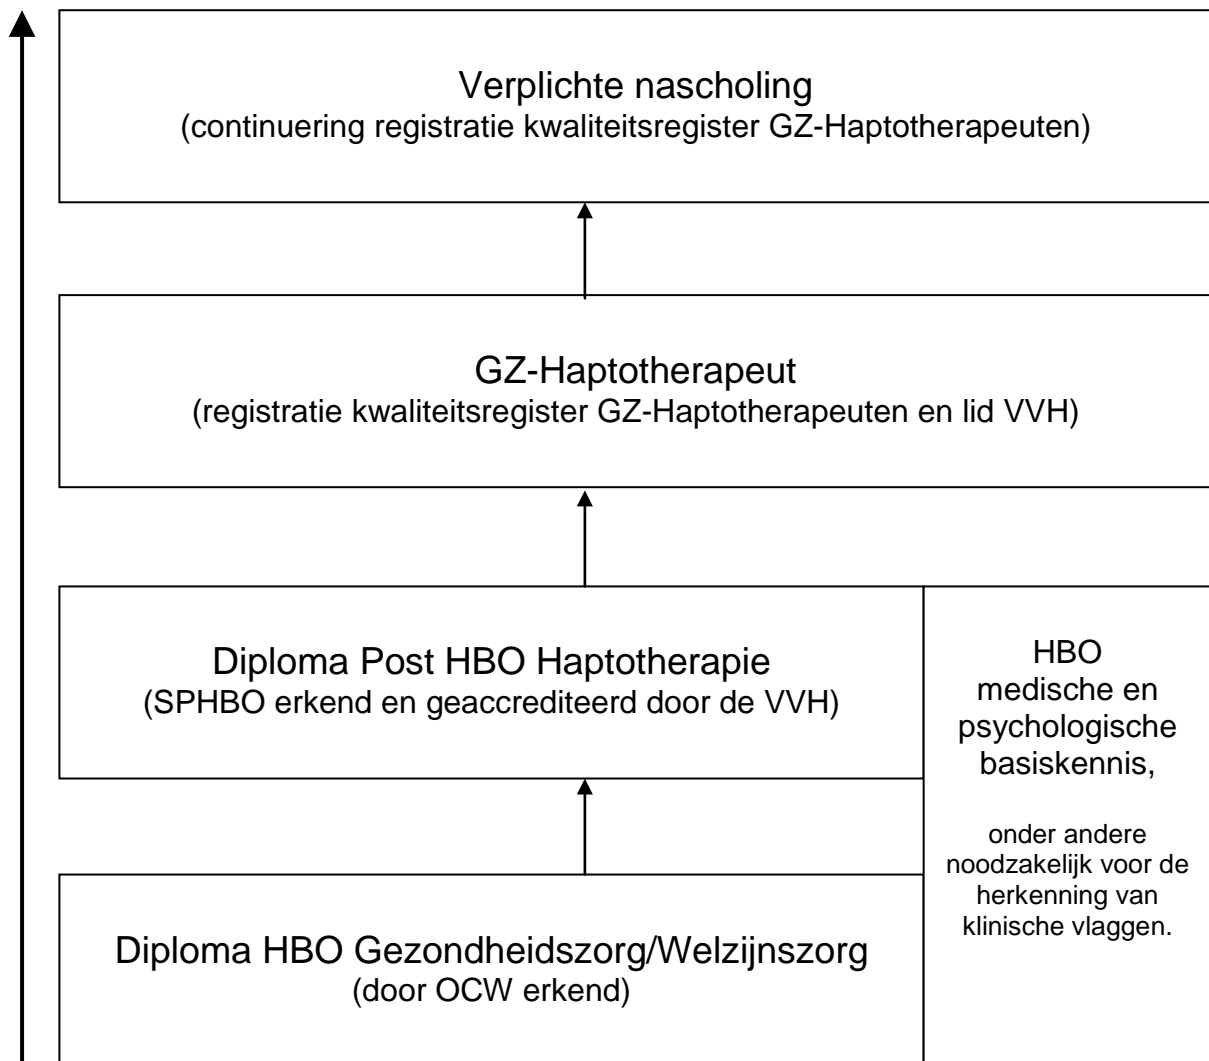 Verplichte nascholing
(continuering registratie kwaliteitsregister GZ-Haptotherapeuten)
GZ-Haptotherapeut
(registratie kwaliteitsregister GZ-Haptotherapeuten en lid VVH)
Diploma Post HBO Haptotherapie
(SPHBO erkend en geaccrediteerd door de VVH)
HBO
medische en
psychologische
basiskennis,
onder andere
noodzakelijk voor de
herkenning van
klinische vlaggen.
Diploma HBO Gezondheidszorg/Welzijnszorg
(door OCW erkend)